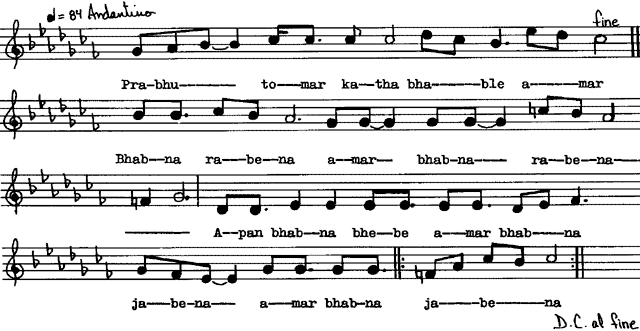 ♩ = 84 Andantino
fine
Pra-bhu------- to---mar ka--tha bha-----ble a-----mar
Bhab--na ra---be--na a--mar-- bhab-na---- ra--be--na---
------- A--pan bhab--na bhe--be a---mar bhab----na
ja---be-na--- a---mar bhab-na ja-----be------na
D.C. al fine